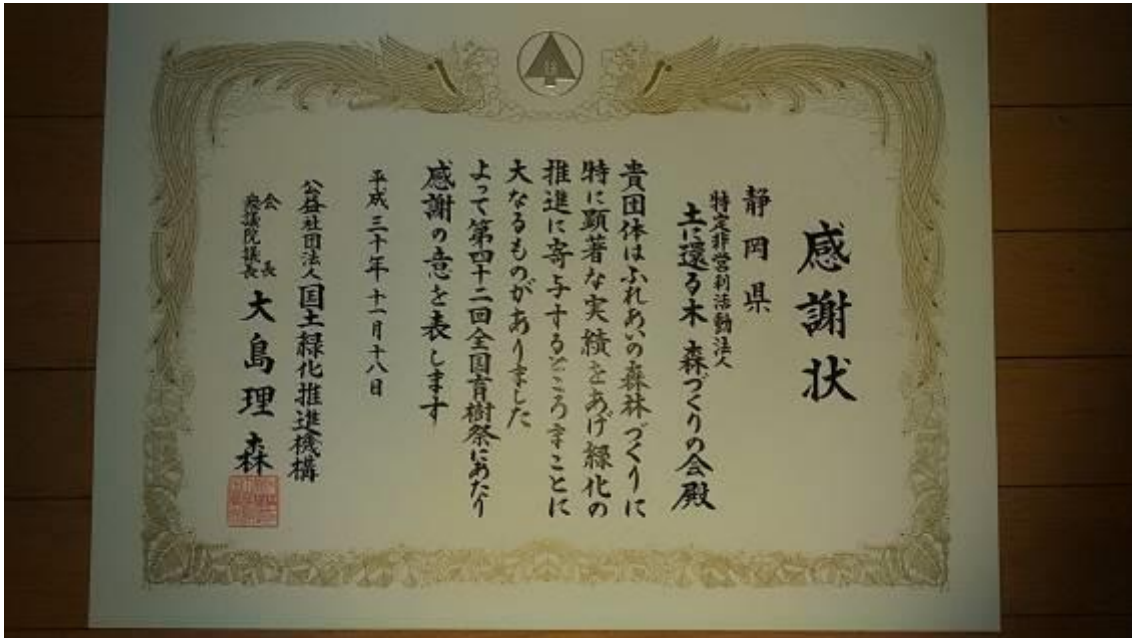 感謝状
静岡県
特定非営利活動法人
土に還る木 森づくりの会殿
貴団体はふれあいの森林づくりに
特に顕著な実績をあげ緑化の
推進に寄与するところまことに
大なるものがありました
よって第四十二回全国育樹祭にあたり
感謝の意を表します
平成三十年十一月十八日
公益社団法人国土緑化推進機構
会長
衆議院議長
大島理森